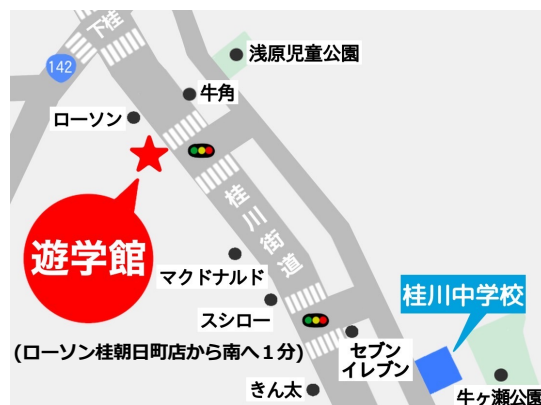 下桂
142
浅原児童公園
牛角
ローソン
遊学館
桂川街道
マクドナルド
スシロー
(ローソン桂朝日町店から南へ1分)
桂川中学校
セブン
イレブン
きん太
牛ヶ瀬公園